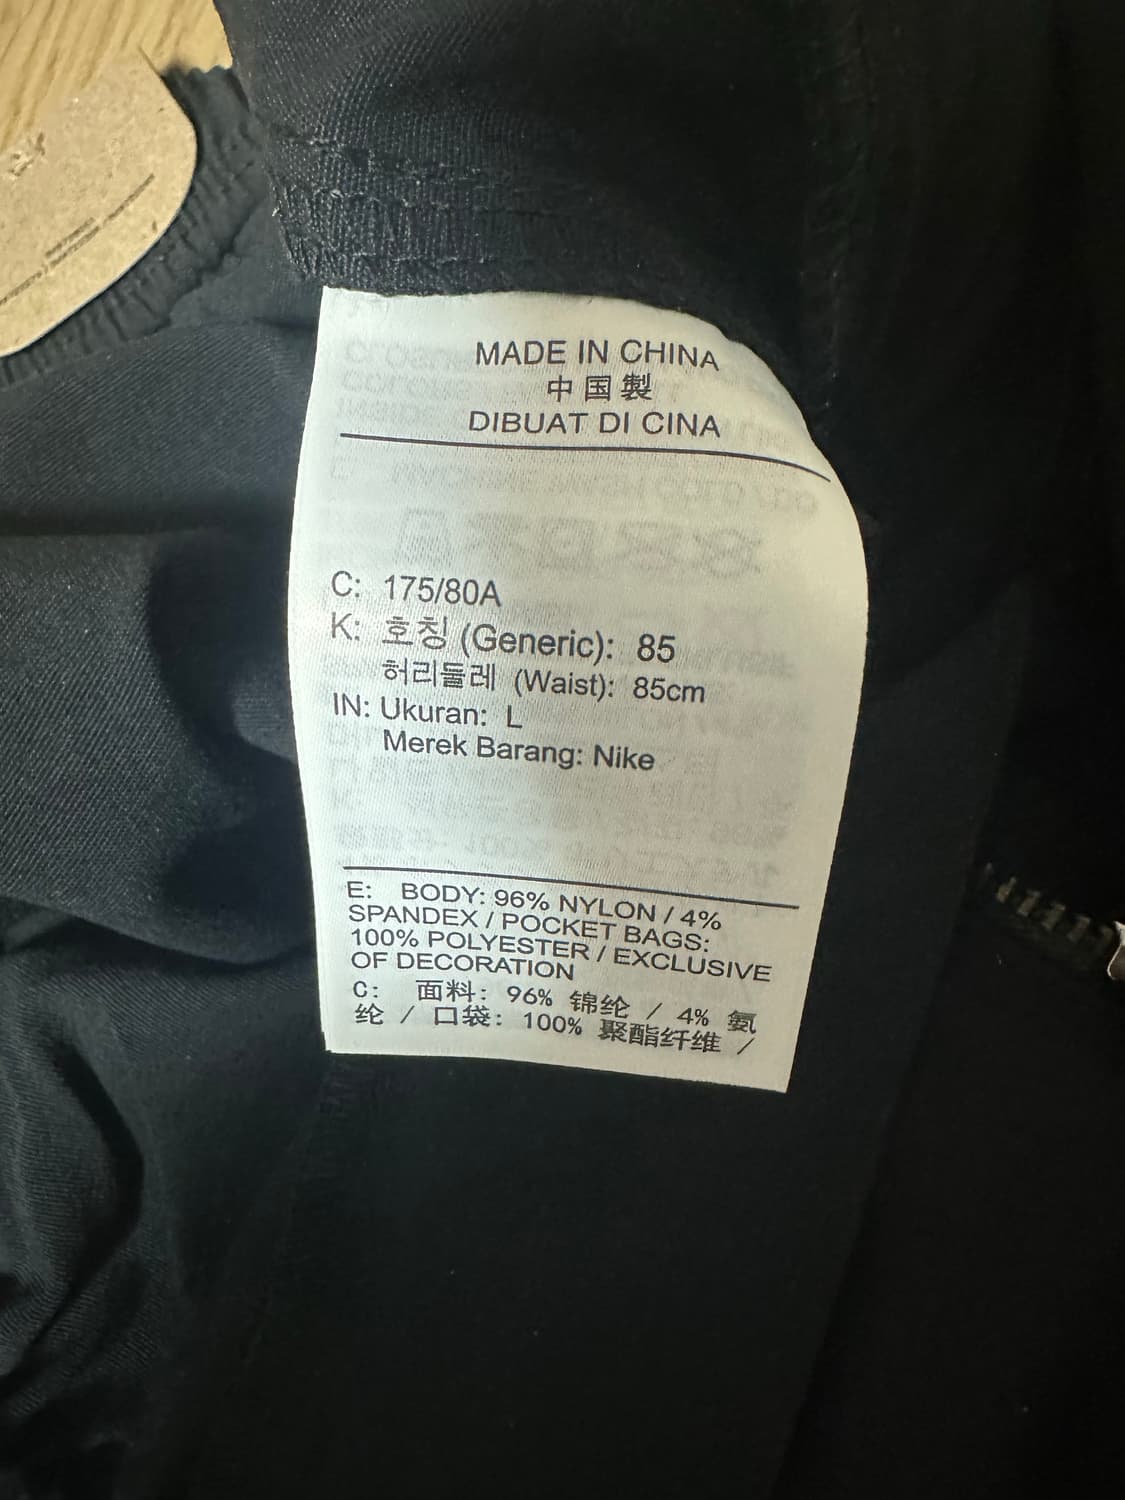 MADE IN CHINA
中国製
DIBUAT DI CINA
C: 175/80A
K: 호칭 (Generic): 85
허리둘레 (Waist): 85cm
IN: Ukuran: L
Merek Barang: Nike
E: BODY: 96% NYLON / 4%
SPANDEX / POCKET BAGS:
100% POLYESTER / EXCLUSIVE
OF DECORATION
C: 面料: 96% 锦纶 / 4% 氨
纶 / 口袋: 100% 聚酯纤维 /